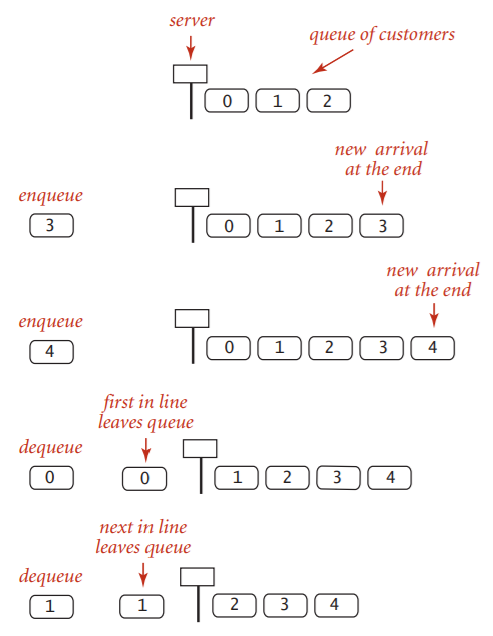 server
queue of customers
0 1 2
new arrival
at the end
enqueue
3
0 1 2 3
new arrival
at the end
enqueue
4
0 1 2 3 4
first in line
leaves queue
dequeue
0
0
1 2 3 4
next in line
leaves queue
dequeue
1
1
2 3 4